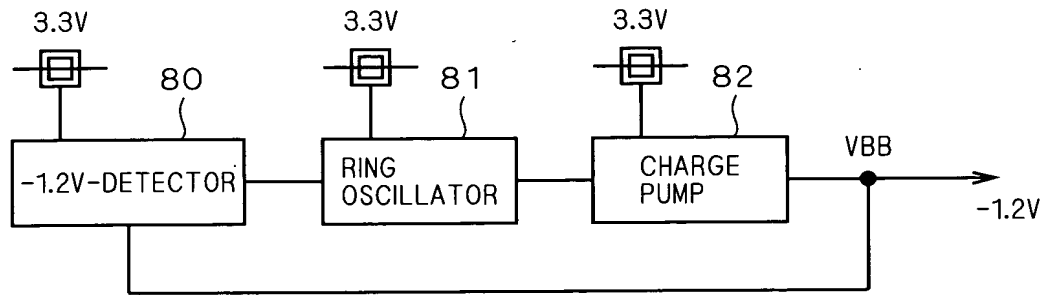 3.3V
3.3V
3.3V
80
81
82
-1.2V-DETECTOR
RING
OSCILLATOR
CHARGE
PUMP
VBB
-1.2V